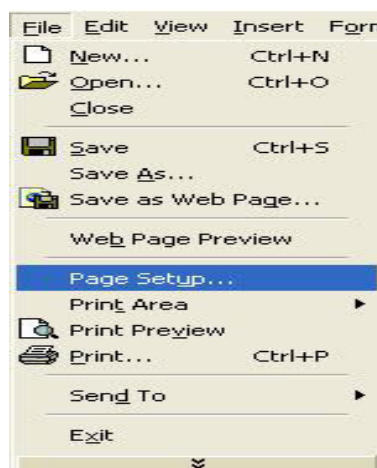 File Edit View Insert Form
New... Ctrl+N
Open... Ctrl+O
Close
Save Ctrl+S
Save As...
Save as Web Page...
Web Page Preview
Page Setup...
Print Area
Print Preview
Print... Ctrl+P
Send To
Exit